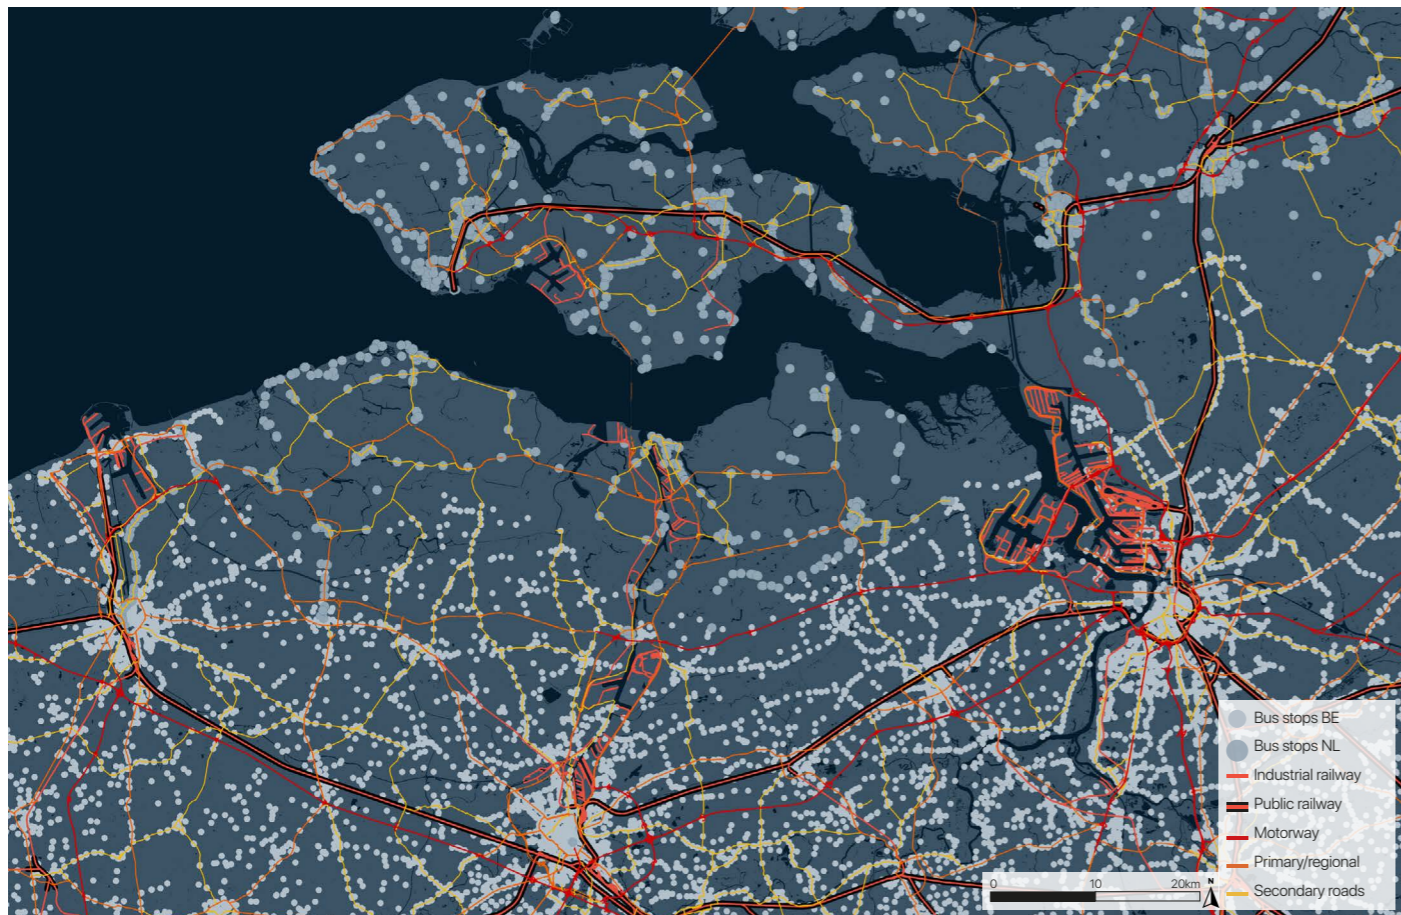 Bus stops BE
Bus stops NL
Industrial railway
Public railway
Motorway
Primary/regional
Secondary roads
0 10 20km N